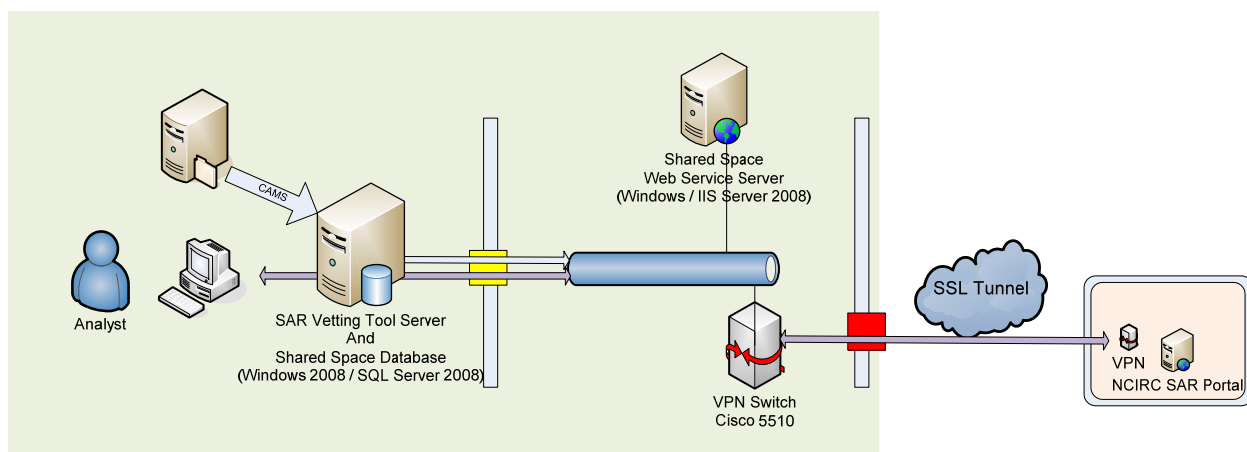 CAMS
Analyst
SAR Vetting Tool Server
And
Shared Space Database
(Windows 2008 / SQL Server 2008)
Shared Space
Web Service Server
(Windows / IIS Server 2008)
VPN Switch
Cisco 5510
SSL Tunnel
VPN
NCIRC SAR Portal